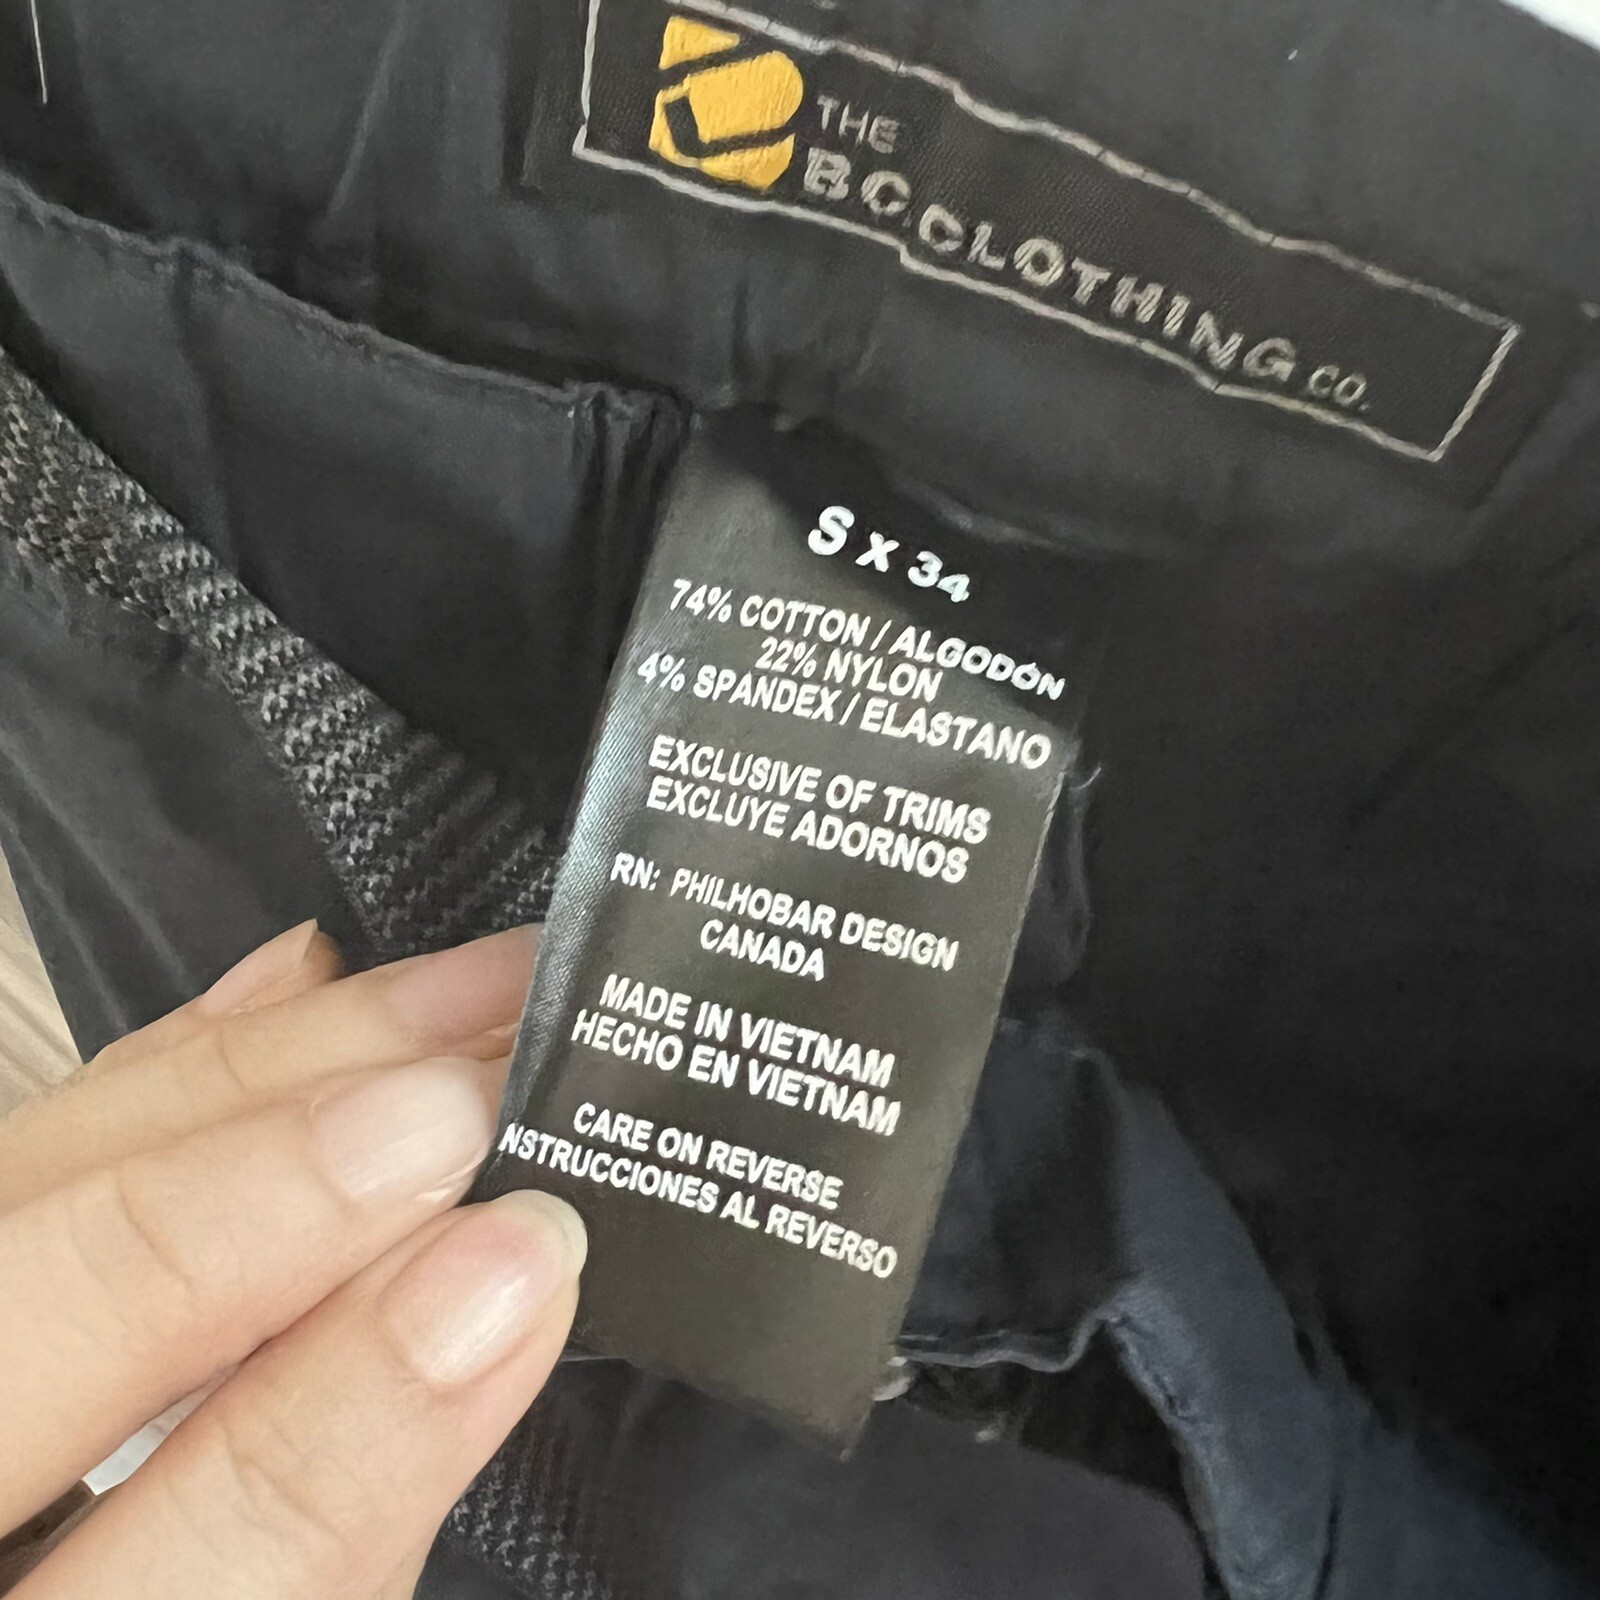 THE
BC CLOTHING CO.
S X 34
74% COTTON / ALGODÓN
22% NYLON
4% SPANDEX / ELASTANO
EXCLUSIVE OF TRIMS
EXCLUYE ADORNOS
RN: PHILHOBAR DESIGN
CANADA
MADE IN VIETNAM
HECHO EN VIETNAM
CARE ON REVERSE
NSTRUCCIONES AL REVERSO